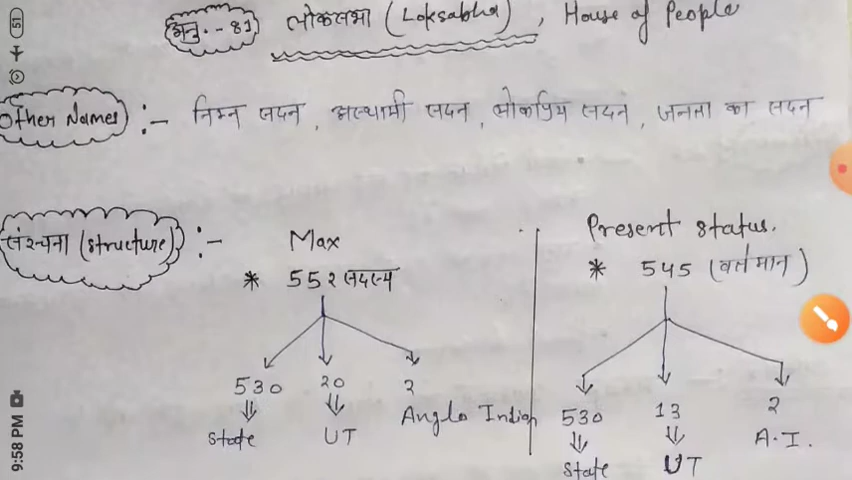 अनु. - 81 लोकसभा (Loksabha), House of People
Other Names :- निम्न सदन, अस्थायी सदन, लोकप्रिय सदन, जनता का सदन
संरचना (structure) :-
Max
* 552 सदस्य
530 20 2
State UT Anglo Indian
Present Status.
* 545 (वर्तमान)
530 13 2
State UT A.I.
51
9:58 PM